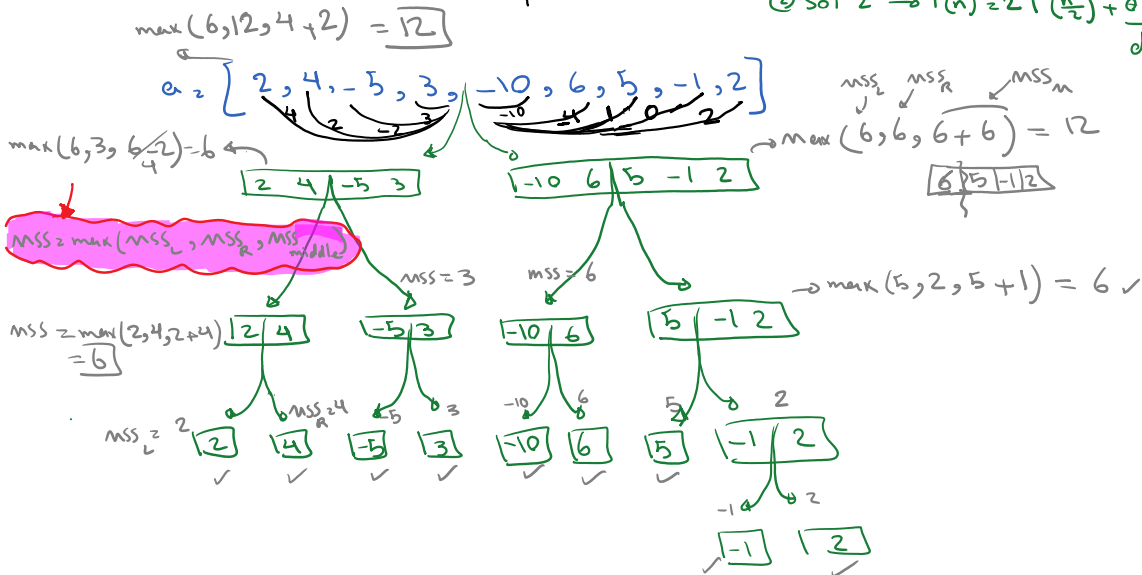 max(6,12,4+2) = 12
② sol 2 → T(n) = 2T(n/2) +
a = [2, 4, -5, 3, -10, 6, 5, -1, 2]
4 2 -2 3 -10 -4 1 0 2
MSS_L MSS_R MSS_M
max(6,3,6-2)=6
4
max(6,6,6+6) = 12
2 4 -5 3
-10 6 5 -1 2
6 5 -1 2
MSS = max(MSS_L, MSS_R, MSS_middle)
MSS = 3
MSS = 6
max(5,2,5+1) = 6 ✓
MSS = max(2,4,2+4)
= 6
2 4
-5 3
-10 6
5 -1 2
MSS_L = 2
MSS_R = 4
-5 3 -10 6 5 2
2 4 -5 3 -10 6 5 -1 2
-1 2
-1 2